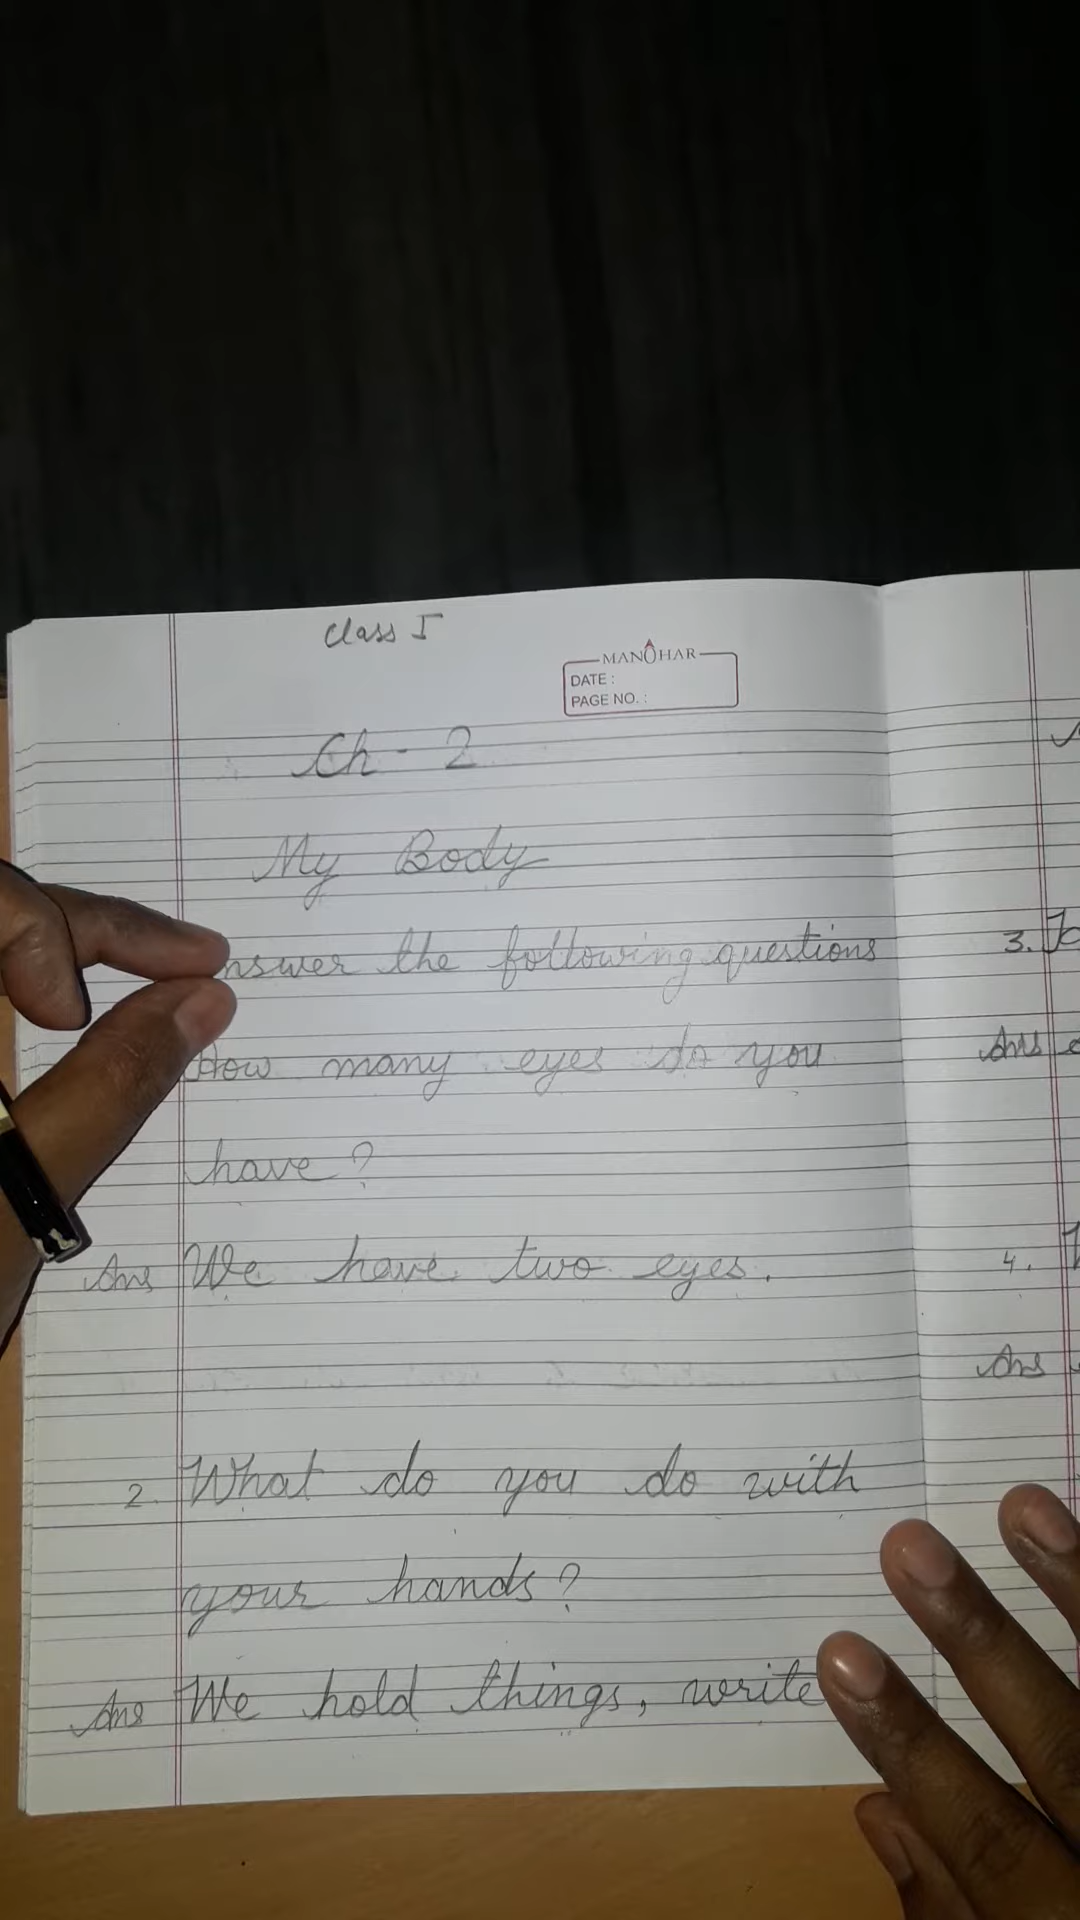 Class I
MANOHAR
DATE :
PAGE NO. :
Ch - 2
My Body
nswer the following questions
How many eyes do you
have?
Ans We have two eyes.
2. What do you do with
your hands?
Ans We hold things, write
3.
Ans
4.
Ans